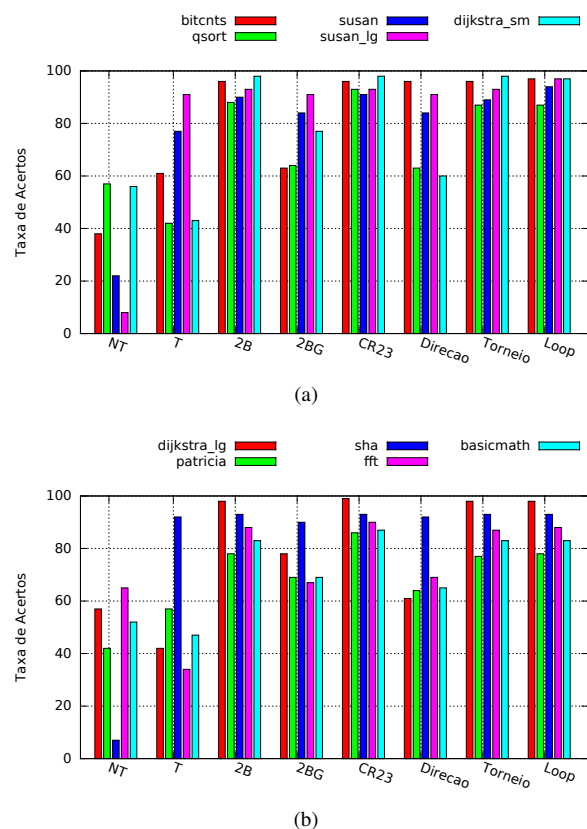 bitcnts susan dijkstra_sm
qsort susan_lg
100
80
60
40
20
0
Taxa de Acertos
NT T 2B 2BG CR23 Direcao Torneio Loop
(a)
dijkstra_lg sha basicmath
patricia fft
100
80
60
40
20
0
Taxa de Acertos
NT T 2B 2BG CR23 Direcao Torneio Loop
(b)